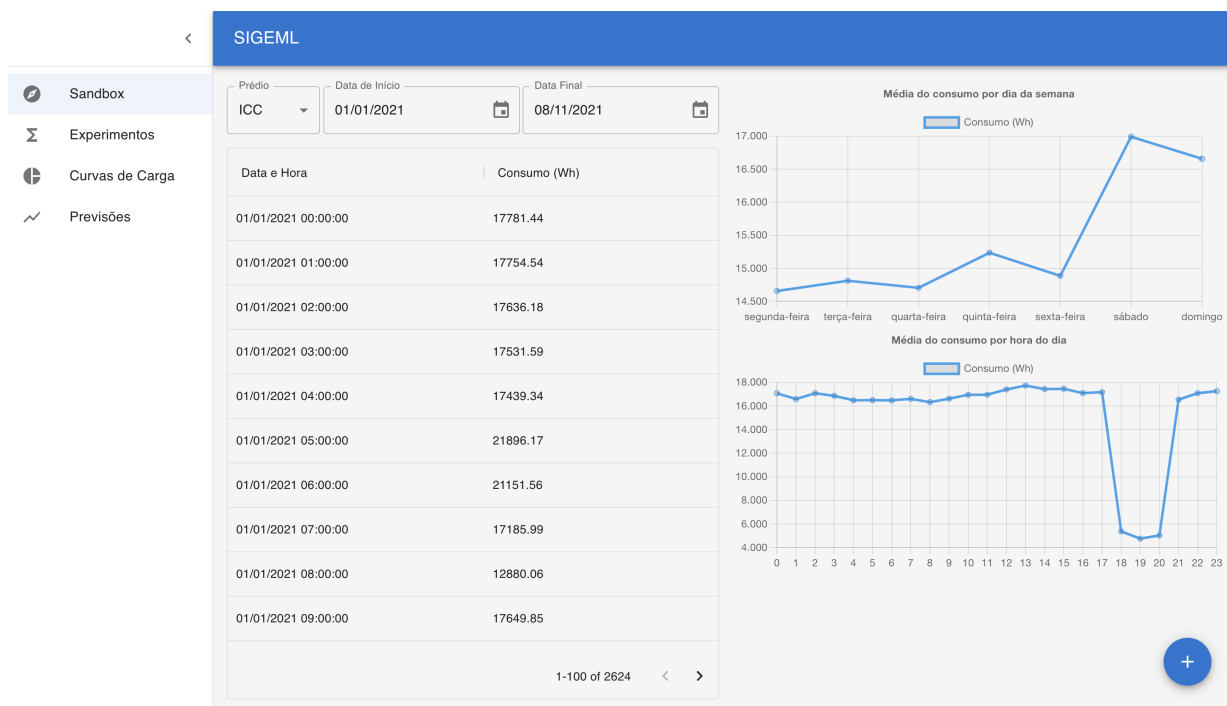 SIGEML
Sandbox
Experimentos
Curvas de Carga
Previsões
Prédio
ICC
Data de Início
01/01/2021
Data Final
08/11/2021
Data e Hora Consumo (Wh)
01/01/2021 00:00:00 17781.44
01/01/2021 01:00:00 17754.54
01/01/2021 02:00:00 17636.18
01/01/2021 03:00:00 17531.59
01/01/2021 04:00:00 17439.34
01/01/2021 05:00:00 21896.17
01/01/2021 06:00:00 21151.56
01/01/2021 07:00:00 17185.99
01/01/2021 08:00:00 12880.06
01/01/2021 09:00:00 17649.85
1-100 of 2624
Média do consumo por dia da semana
Consumo (Wh)
17.000
16.500
16.000
15.500
15.000
14.500
segunda-feira terça-feira quarta-feira quinta-feira sexta-feira sábado domingo
Média do consumo por hora do dia
Consumo (Wh)
18.000
16.000
14.000
12.000
10.000
8.000
6.000
4.000
0 1 2 3 4 5 6 7 8 9 10 11 12 13 14 15 16 17 18 19 20 21 22 23